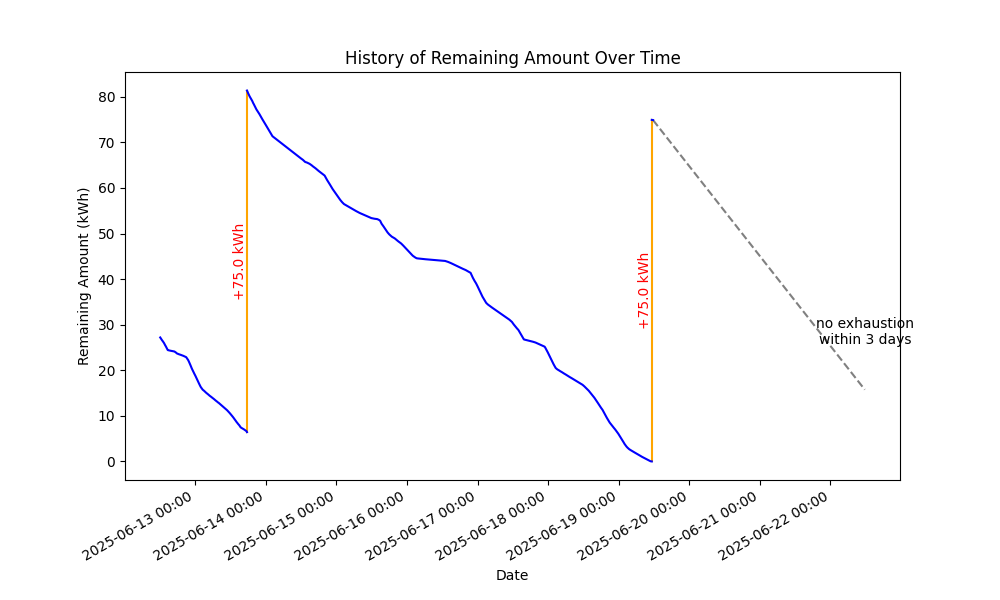 History of Remaining Amount Over Time
Remaining Amount (kWh)
80
70
60
50
40
30
20
10
0
+75.0 kWh
+75.0 kWh
no exhaustion
within 3 days
2025-06-13 00:00
2025-06-14 00:00
2025-06-15 00:00
2025-06-16 00:00
2025-06-17 00:00
2025-06-18 00:00
2025-06-19 00:00
2025-06-20 00:00
2025-06-21 00:00
2025-06-22 00:00
Date